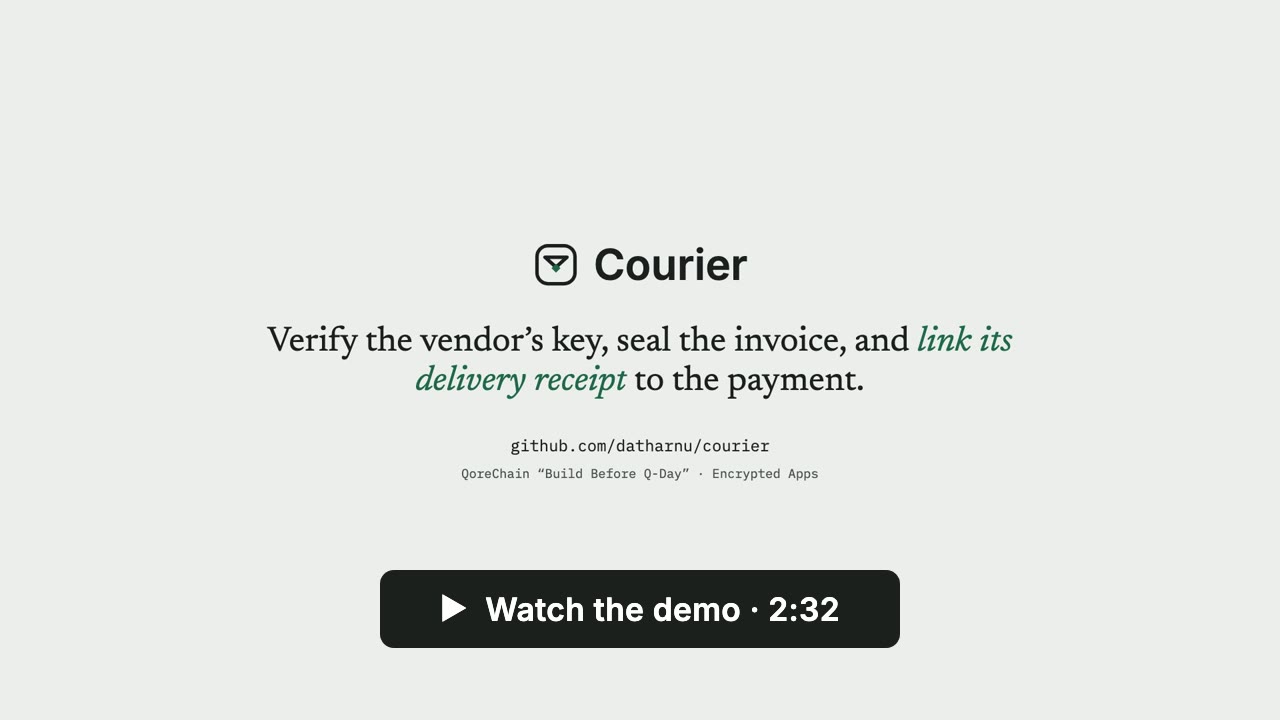 Courier
Verify the vendor’s key, seal the invoice, and link its
delivery receipt to the payment.
github.com/datharnu/courier
QoreChain “Build Before Q-Day” · Encrypted Apps
Watch the demo · 2:32